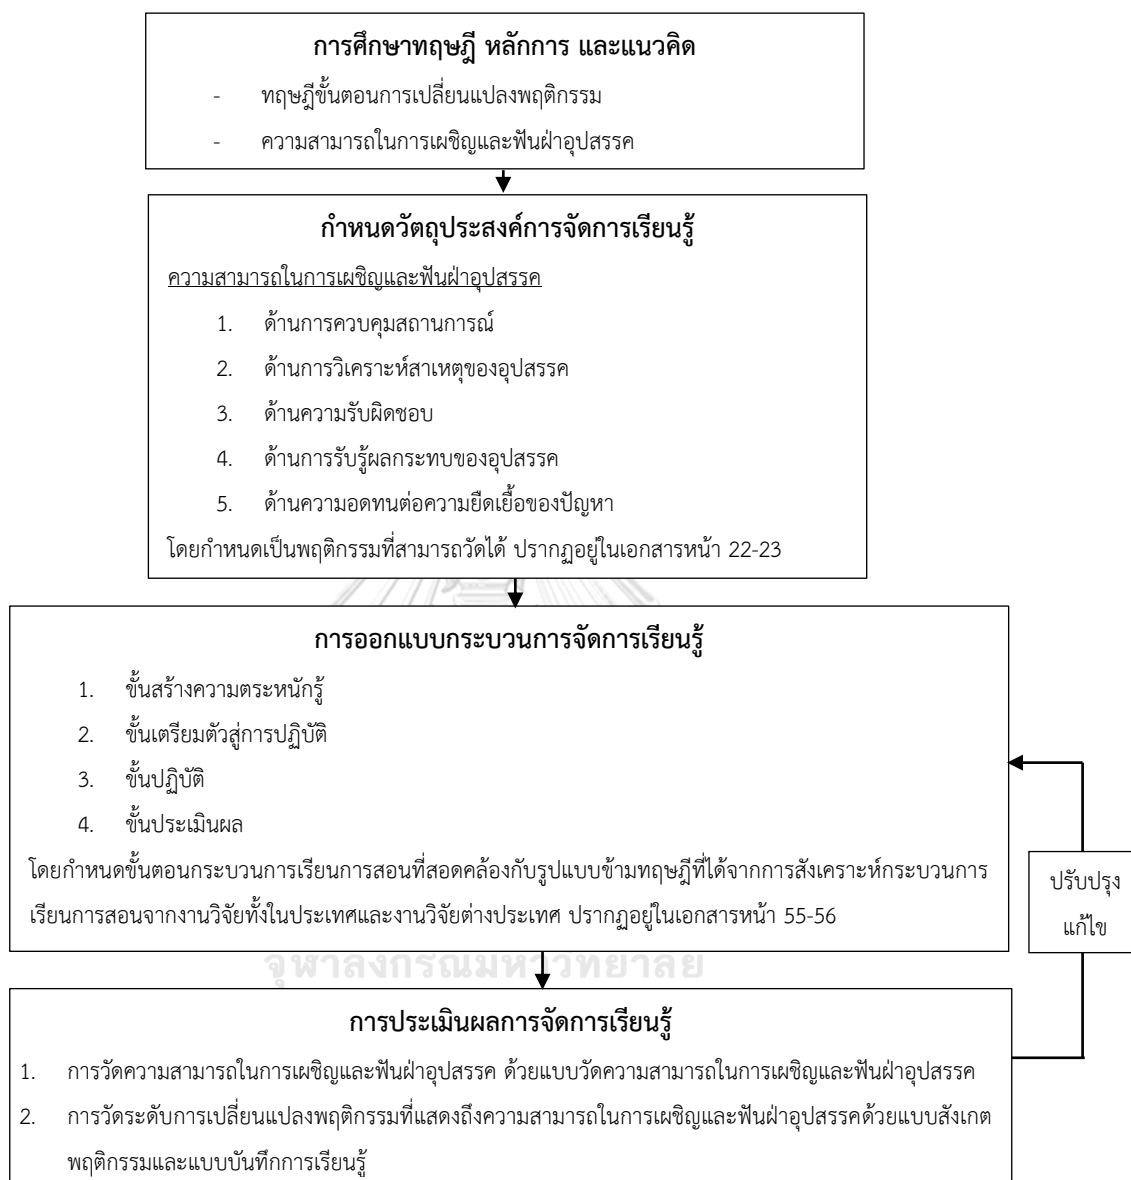 การศึกษาทฤษฎี หลักการ และแนวคิด
- ทฤษฎีขั้นตอนการเปลี่ยนแปลงพฤติกรรม
- ความสามารถในการเผชิญและฟันฝ่าอุปสรรค
กำหนดวัตถุประสงค์การจัดการเรียนรู้
ความสามารถในการเผชิญและฟันฝ่าอุปสรรค
1. ด้านการควบคุมสถานการณ์
2. ด้านการวิเคราะห์สาเหตุของอุปสรรค
3. ด้านความรับผิดชอบ
4. ด้านการรับรู้ผลกระทบของอุปสรรค
5. ด้านความอดทนต่อความยืดเยื้อของปัญหา
โดยกำหนดเป็นพฤติกรรมที่สามารถวัดได้ ปรากฏอยู่ในเอกสารหน้า 22-23
การออกแบบกระบวนการจัดการเรียนรู้
1. ขั้นสร้างความตระหนักรู้
2. ขั้นเตรียมตัวสู่การปฏิบัติ
3. ขั้นปฏิบัติ
4. ขั้นประเมินผล
โดยกำหนดขั้นตอนกระบวนการเรียนการสอนที่สอดคล้องกับรูปแบบข้ามทฤษฎีที่ได้จากการสังเคราะห์กระบวนการ
เรียนการสอนจากงานวิจัยทั้งในประเทศและงานวิจัยต่างประเทศ ปรากฏอยู่ในเอกสารหน้า 55-56
ปรับปรุง
แก้ไข
จุฬาลงกรณ์มหาวิทยาลัย
การประเมินผลการจัดการเรียนรู้
1. การวัดความสามารถในการเผชิญและฟันฝ่าอุปสรรค ด้วยแบบวัดความสามารถในการเผชิญและฟันฝ่าอุปสรรค
2. การวัดระดับการเปลี่ยนแปลงพฤติกรรมที่แสดงถึงความสามารถในการเผชิญและฟันฝ่าอุปสรรคด้วยแบบสังเกต
พฤติกรรมและแบบบันทึกการเรียนรู้